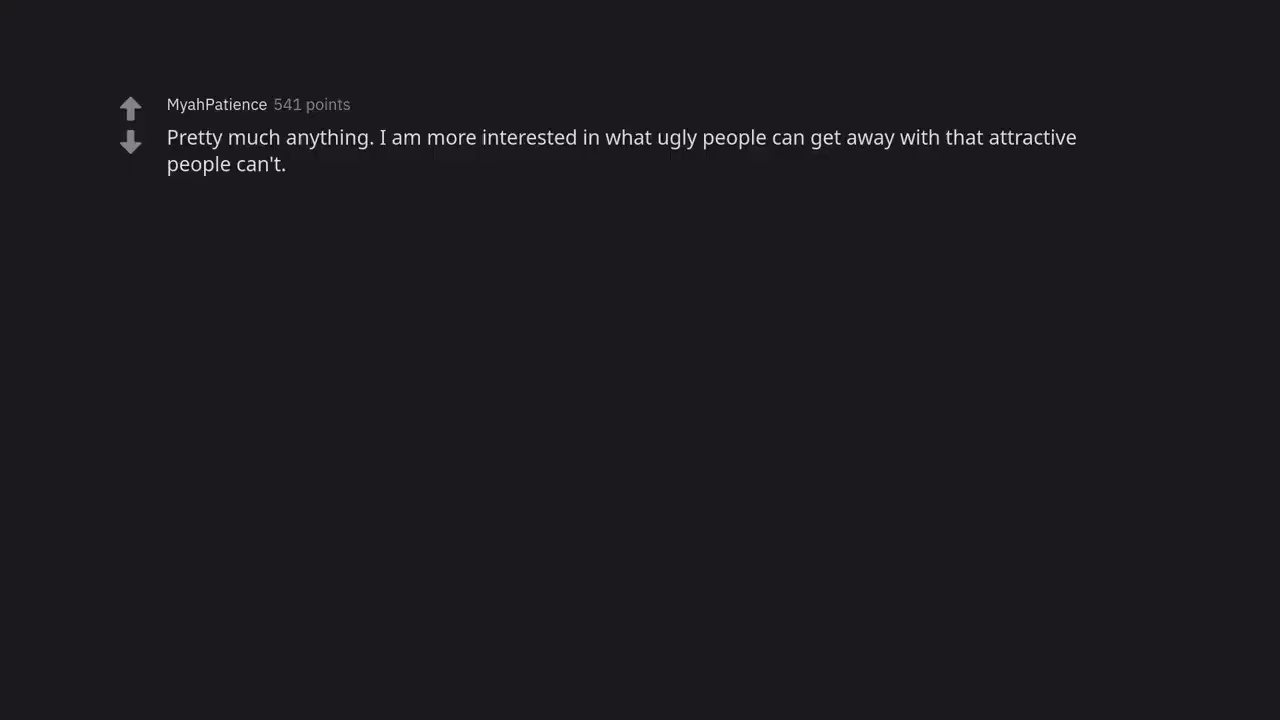 MyahPatience 541 points
Pretty much anything. I am more interested in what ugly people can get away with that attractive
people can't.